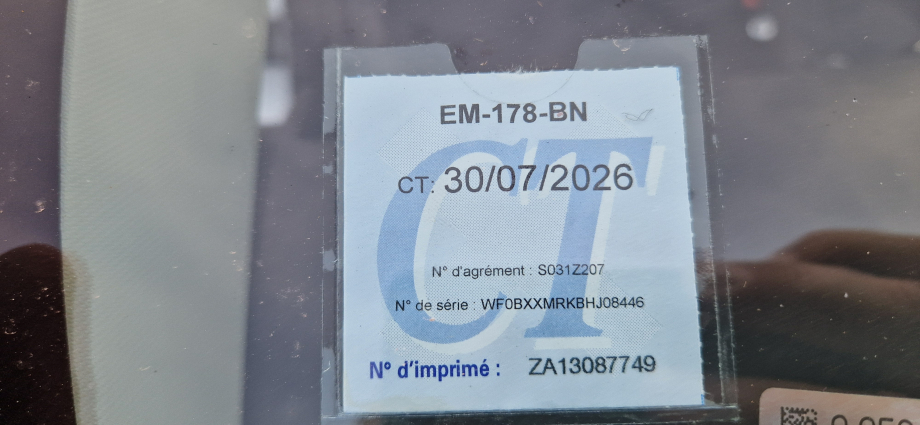 EM-178-BN
CT: 30/07/2026
CT
N° d'agrément : S031Z207
N° de série : WF0BXXMRKBHJ08446
N° d'imprimé : ZA13087749